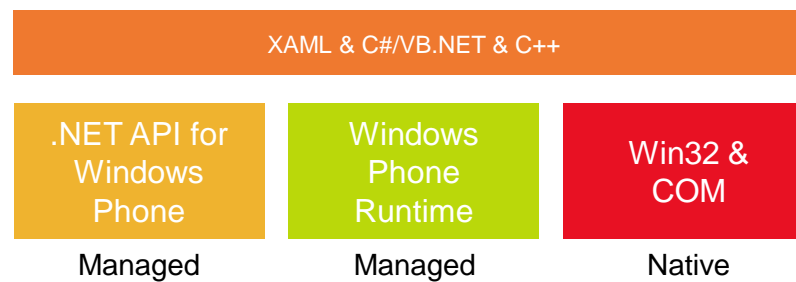 XAML & C#/VB.NET & C++
.NET API for
Windows
Phone
Windows
Phone
Runtime
Win32 &
COM
Managed
Managed
Native